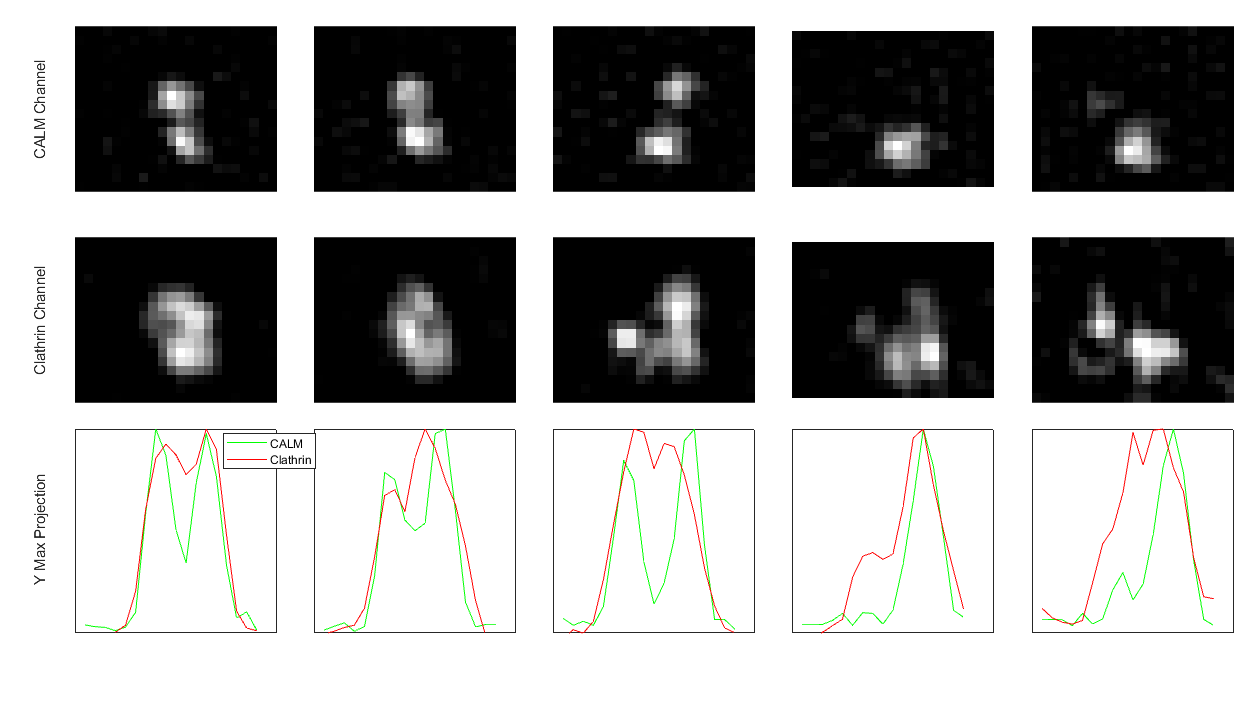 CALM Channel
Clathrin Channel
Y Max Projection
CALM
Clathrin